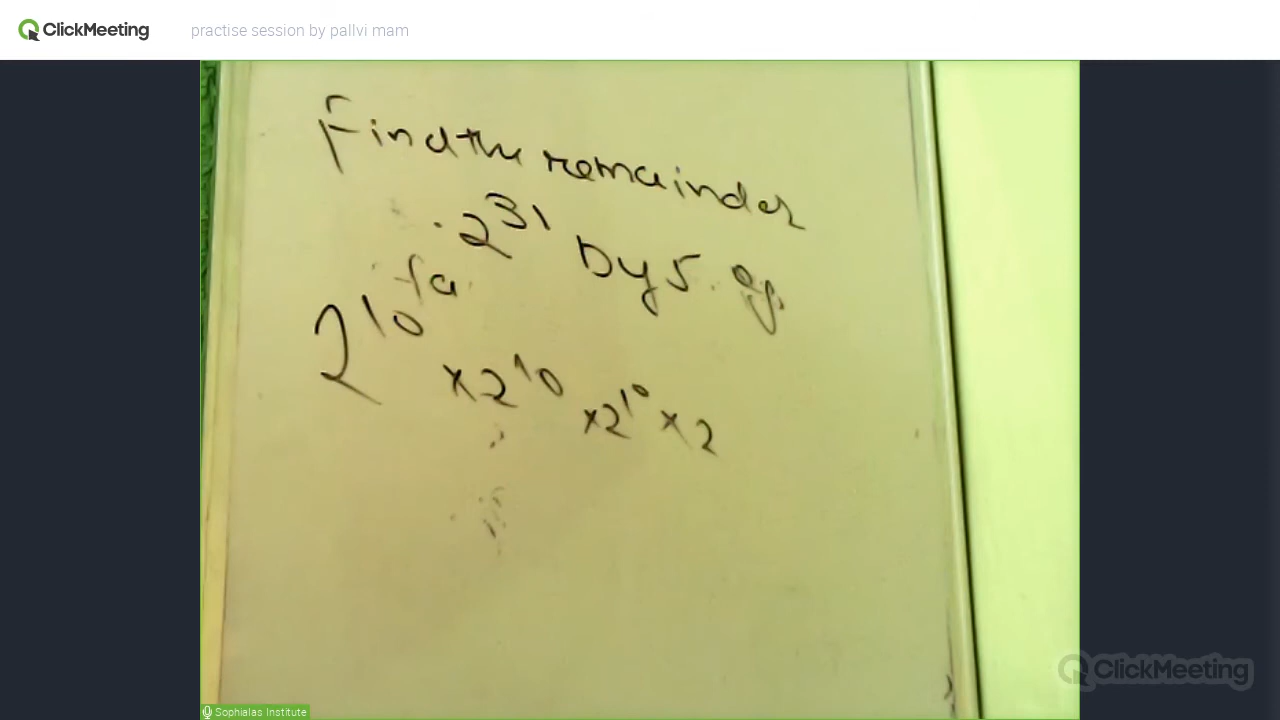 ClickMeeting
practise session by pallvi mam
Find the remainder
2³¹ by 5.
2¹⁰ × 2¹⁰ × 2¹⁰ × 2
ClickMeeting
Sophialas Institute